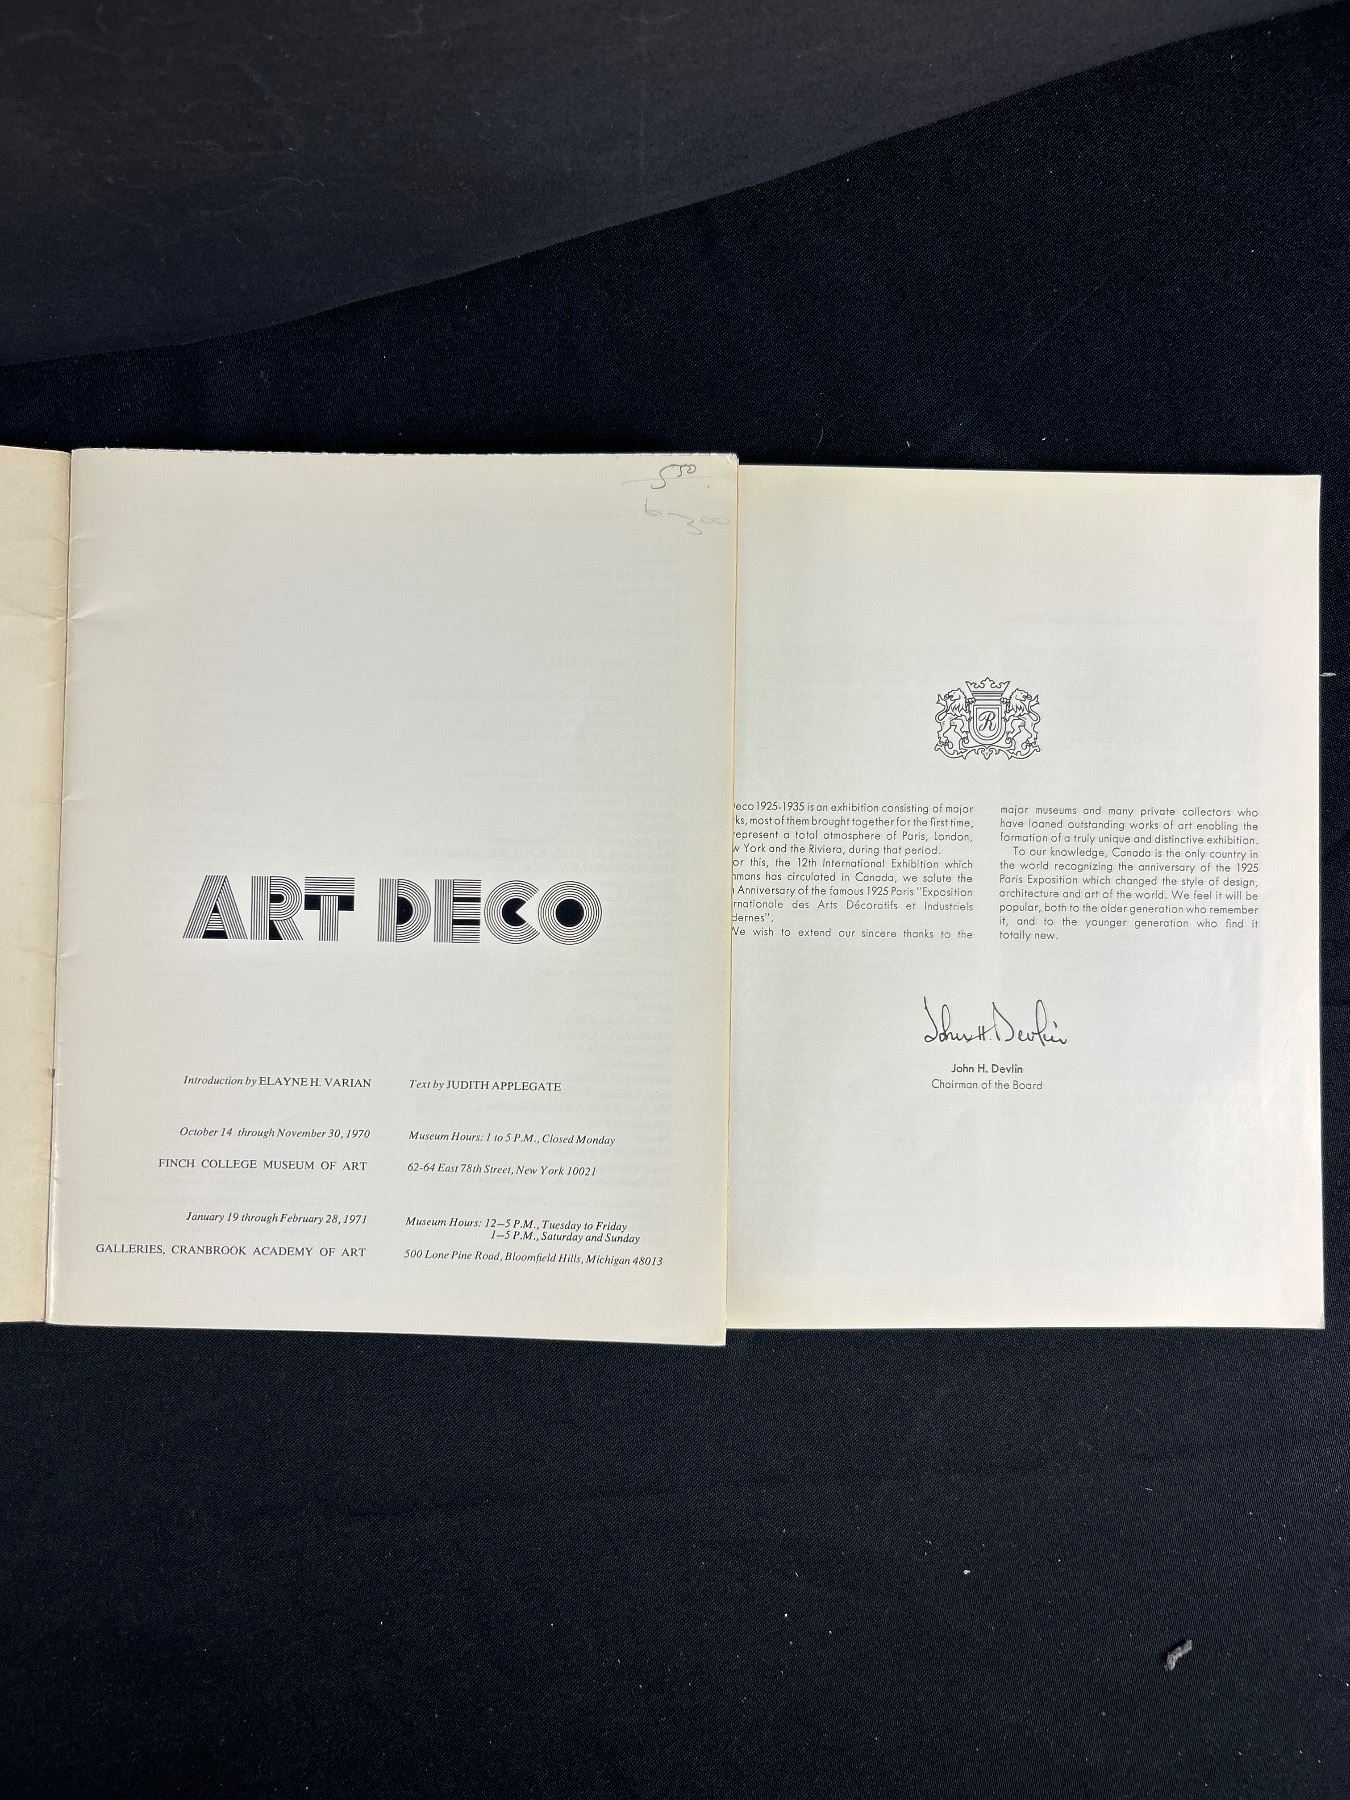 5 50
ART DECO
Introduction by ELAYNE H. VARIAN
Text by JUDITH APPLEGATE
October 14 through November 30, 1970
Museum Hours: 1 to 5 P.M., Closed Monday
FINCH COLLEGE MUSEUM OF ART
62-64 East 78th Street, New York 10021
January 19 through February 28, 1971
Museum Hours: 12—5 P.M., Tuesday to Friday
1—5 P.M., Saturday and Sunday
GALLERIES, CRANBROOK ACADEMY OF ART
500 Lone Pine Road, Bloomfield Hills, Michigan 48013
R
eco 1925-1935 is an exhibition consisting of major
ks, most of them brought together for the first time,
represent a total atmosphere of Paris, London,
w York and the Riviera, during that period.
or this, the 12th International Exhibition which
mans has circulated in Canada, we salute the
Anniversary of the famous 1925 Paris "Exposition
rnationale des Arts Décoratifs et Industriels
dernes".
We wish to extend our sincere thanks to the
major museums and many private collectors who
have loaned outstanding works of art enabling the
formation of a truly unique and distinctive exhibition.
To our knowledge, Canada is the only country in
the world recognizing the anniversary of the 1925
Paris Exposition which changed the style of design,
architecture and art of the world. We feel it will be
popular, both to the older generation who remember
it, and to the younger generation who find it
totally new.
John H. Devlin
John H. Devlin
Chairman of the Board